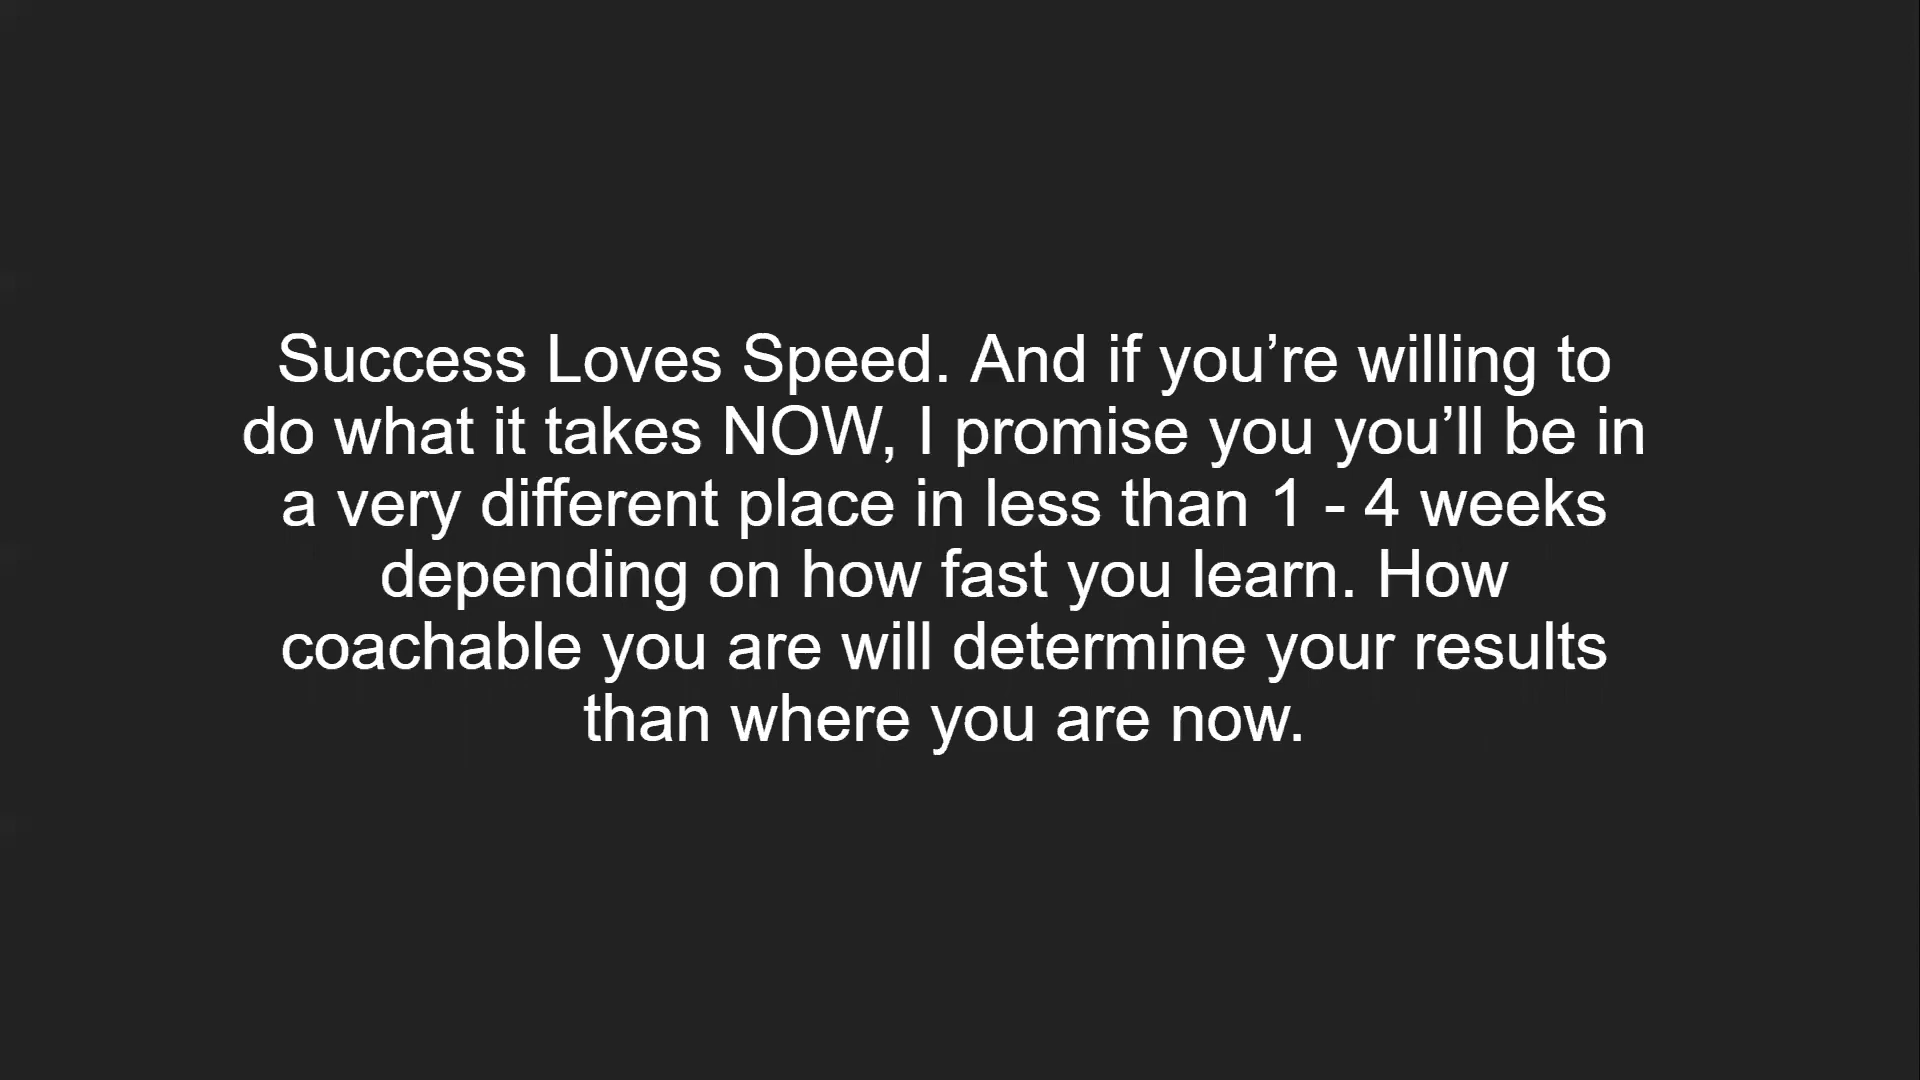 Success Loves Speed. And if you’re willing to
do what it takes NOW, I promise you you’ll be in
a very different place in less than 1 - 4 weeks
depending on how fast you learn. How
coachable you are will determine your results
than where you are now.